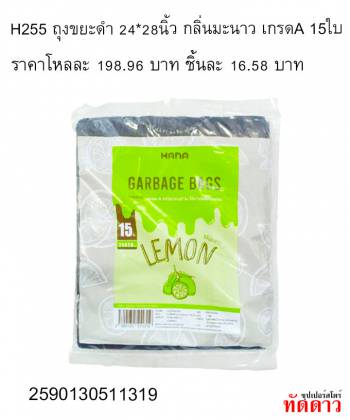 H255 ถุงขยะดำ 24*28นิ้ว กลิ่นมะนาว เกรดA 15ใบ
ราคาโหลละ 198.96 บาท ชิ้นละ 16.58 บาท
HANA
GARBAGE BAGS
15
24X28
LEMON
2590130511319
ซุปเปอร์สโตร์
ทัดดาว